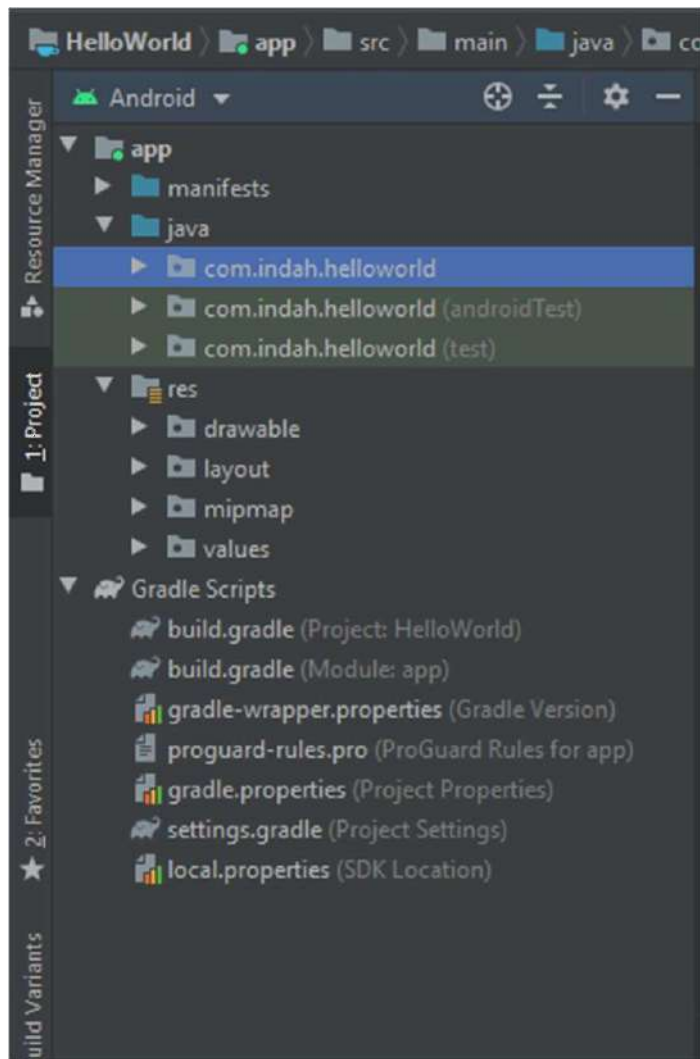 HelloWorld app src main java
Android
app
manifests
java
com.indah.helloworld
com.indah.helloworld (androidTest)
com.indah.helloworld (test)
res
drawable
layout
mipmap
values
Gradle Scripts
build.gradle (Project: HelloWorld)
build.gradle (Module: app)
gradle-wrapper.properties (Gradle Version)
proguard-rules.pro (ProGuard Rules for app)
gradle.properties (Project Properties)
settings.gradle (Project Settings)
local.properties (SDK Location)
Resource Manager
1: Project
2: Favorites
Variants